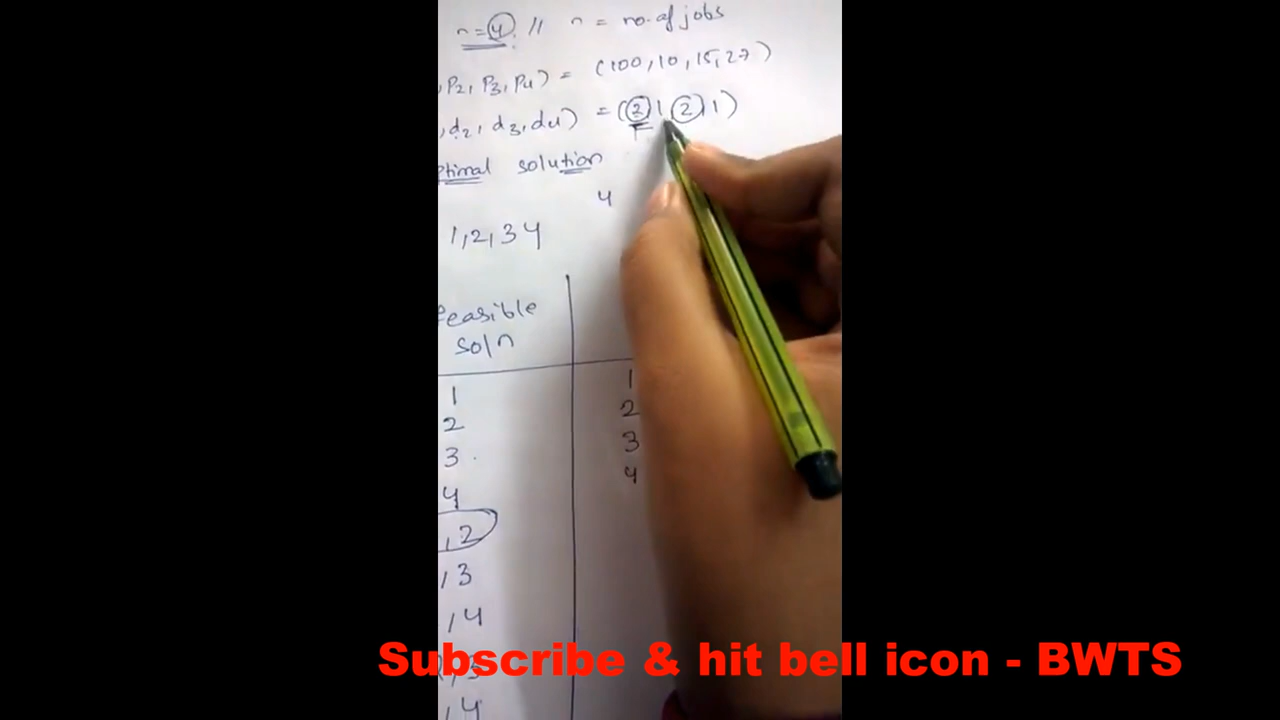 n=4 // n = no. of jobs
,P2, P3, P4) = (100, 10, 15, 27)
,d2, d3, d4) = (2 1, 2, 1)
ptimal solution
4
1,2,3 4
feasible
soln
1 1
2 2
3 3
4 4
,2
,3
,4
,3
,4
Subscribe & hit bell icon - BWTS